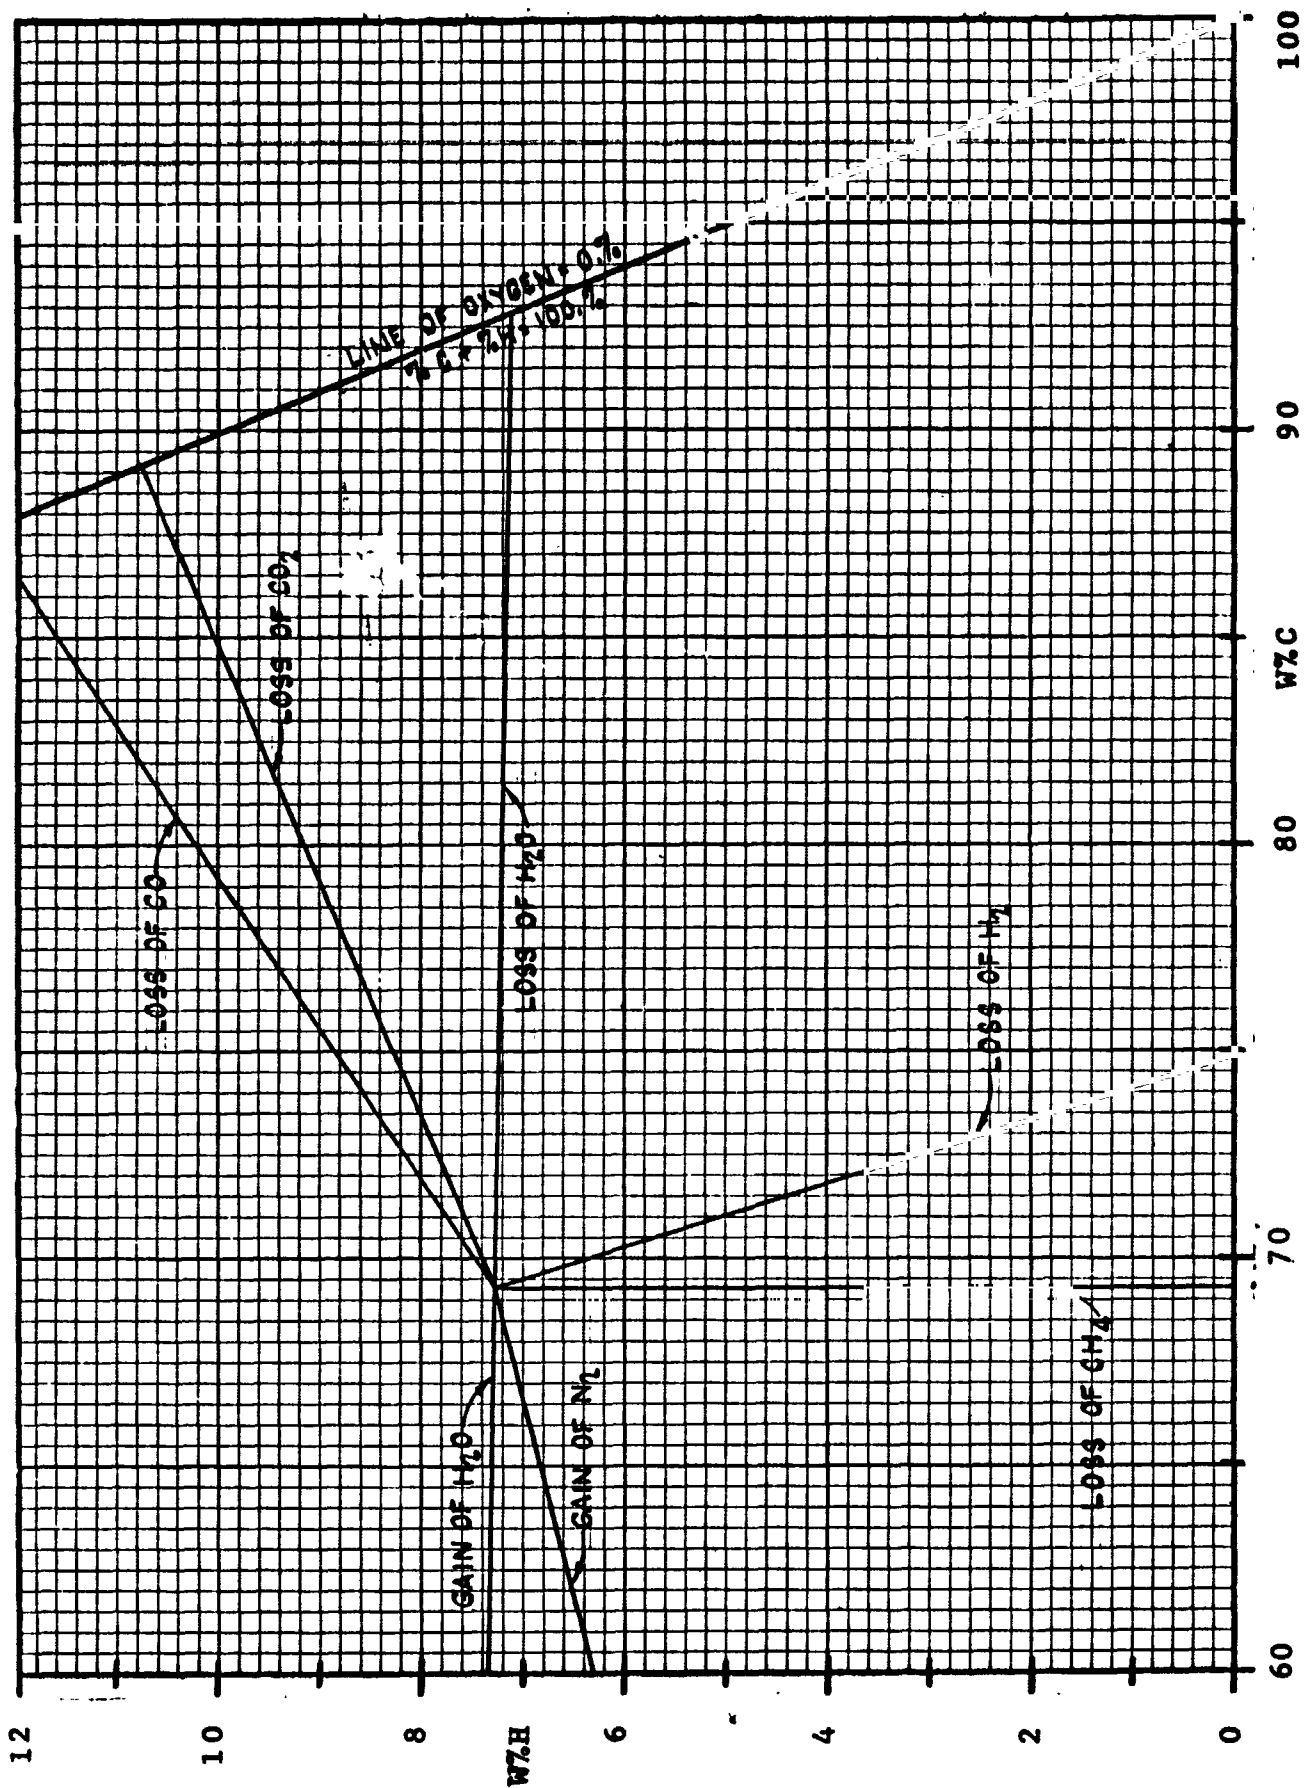 12
10
8
W%H
6
4
2
0
60
70
80
W%C
90
100
LINE OF OXYGEN = 0.%
% C + %H = 100.%
LOSS OF CO
LOSS OF CO2
LOSS OF H2O
LOSS OF H2
LOSS OF CH4
GAIN OF H2O
GAIN OF N2